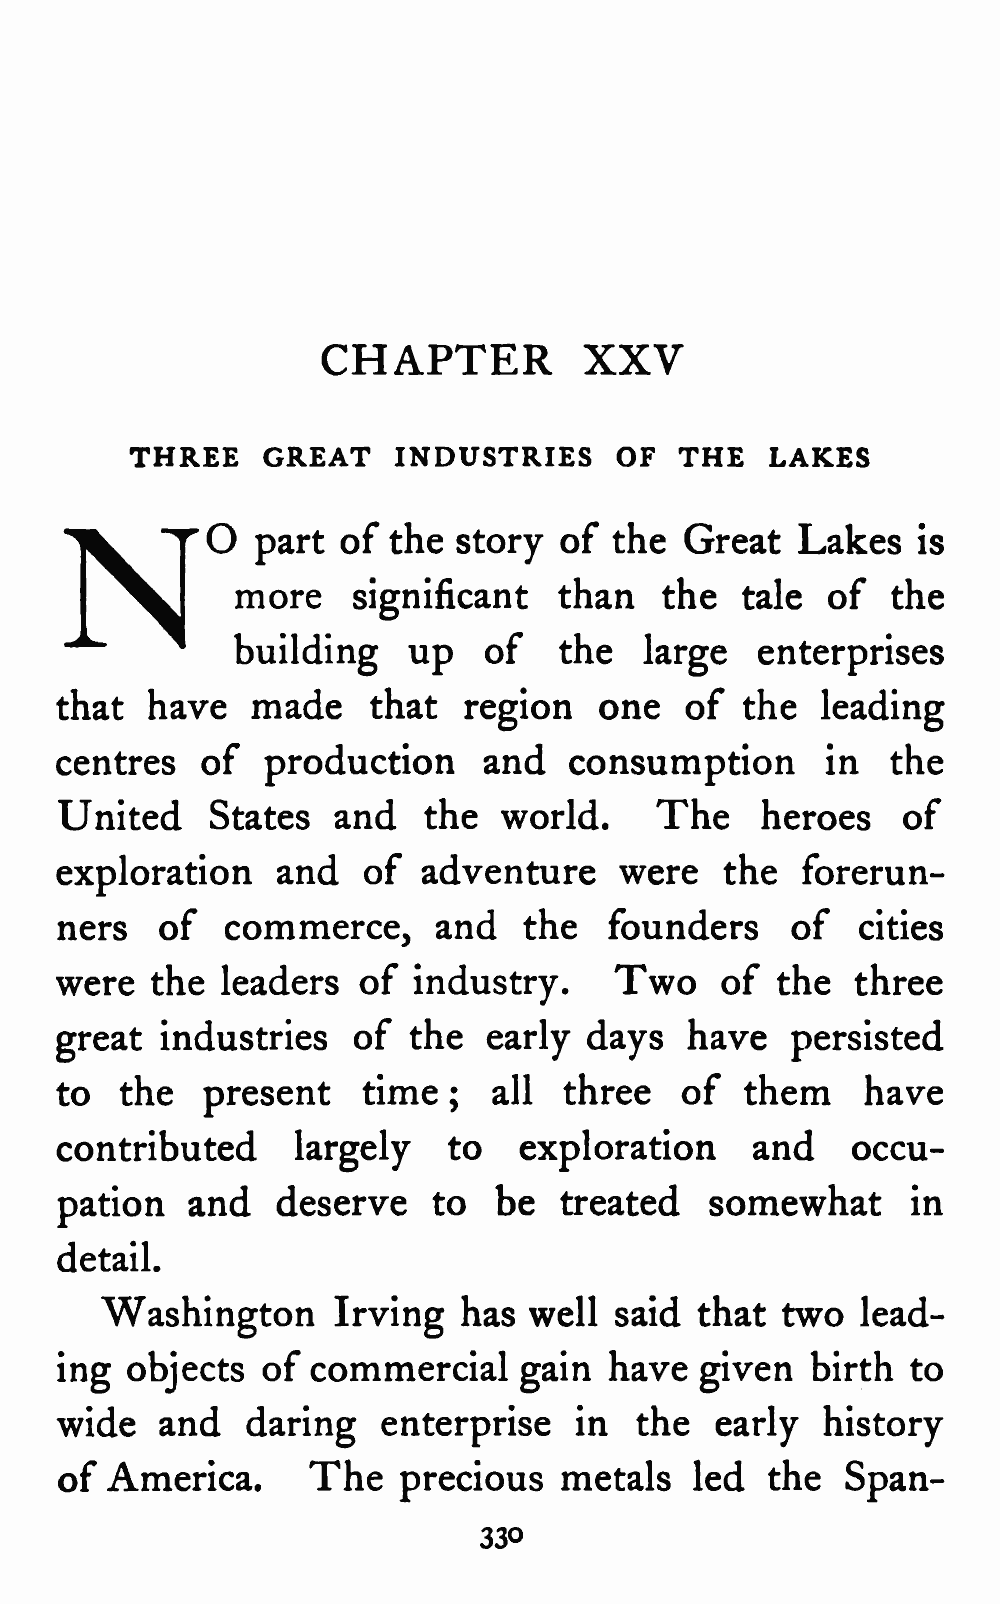 CHAPTER XXV
THREE GREAT INDUSTRIES OF THE LAKES
NO part of the story of the Great Lakes is
more significant than the tale of the
building up of the large enterprises
that have made that region one of the leading
centres of production and consumption in the
United States and the world. The heroes of
exploration and of adventure were the forerun-
ners of commerce, and the founders of cities
were the leaders of industry. Two of the three
great industries of the early days have persisted
to the present time; all three of them have
contributed largely to exploration and occu-
pation and deserve to be treated somewhat in
detail.
Washington Irving has well said that two lead-
ing objects of commercial gain have given birth to
wide and daring enterprise in the early history
of America. The precious metals led the Span-
330